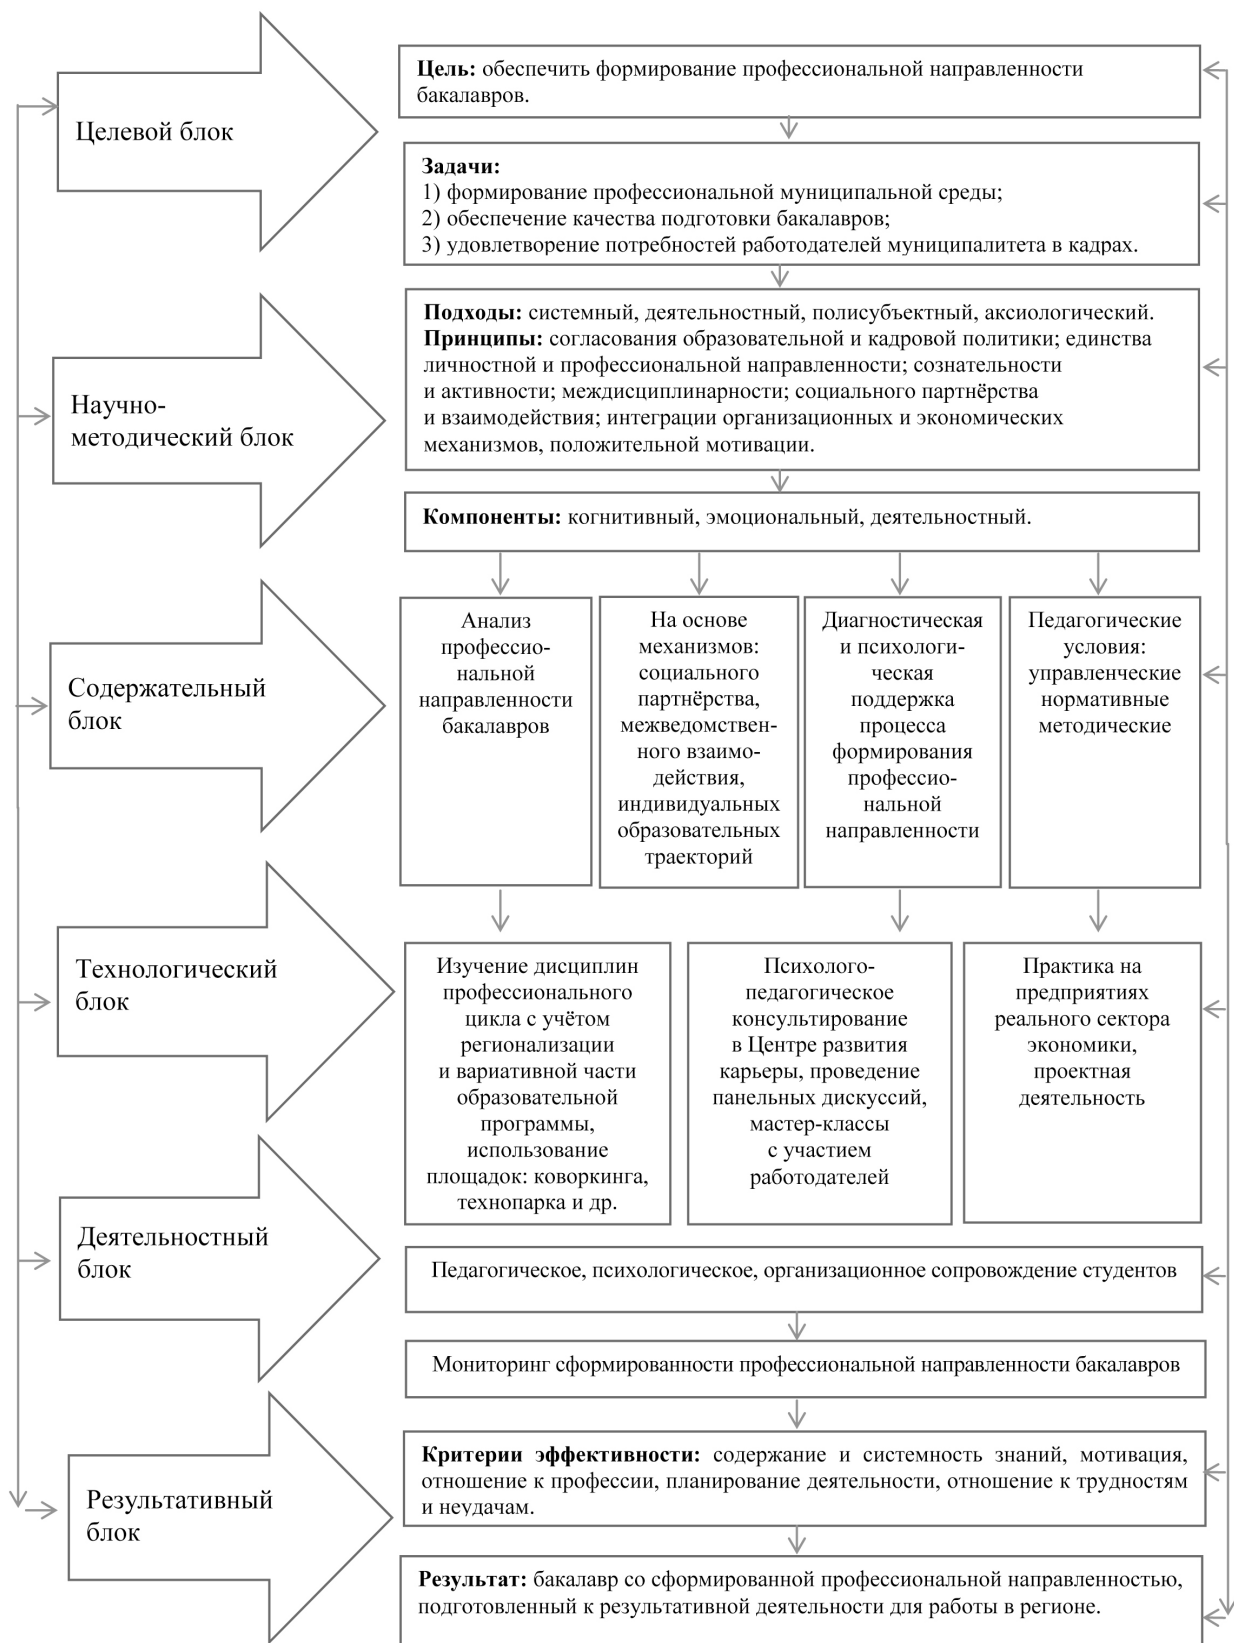 Целевой блок
Цель: обеспечить формирование профессиональной направленности
бакалавров.
Задачи:
1) формирование профессиональной муниципальной среды;
2) обеспечение качества подготовки бакалавров;
3) удовлетворение потребностей работодателей муниципалитета в кадрах.
Научно-
методический блок
Подходы: системный, деятельностный, полисубъектный, аксиологический.
Принципы: согласования образовательной и кадровой политики; единства
личностной и профессиональной направленности; сознательности
и активности; междисциплинарности; социального партнёрства
и взаимодействия; интеграции организационных и экономических
механизмов, положительной мотивации.
Компоненты: когнитивный, эмоциональный, деятельностный.
Содержательный
блок
Анализ
профессио-
нальной
направленности
бакалавров
На основе
механизмов:
социального
партнёрства,
межведомствен-
ного взаимо-
действия,
индивидуальных
образовательных
траекторий
Диагностическая
и психологи-
ческая
поддержка
процесса
формирования
профессио-
нальной
направленности
Педагогические
условия:
управленческие
нормативные
методические
Технологический
блок
Изучение дисциплин
профессионального
цикла с учётом
регионализации
и вариативной части
образовательной
программы,
использование
площадок: коворкинга,
технопарка и др.
Психолого-
педагогическое
консультирование
в Центре развития
карьеры, проведение
панельных дискуссий,
мастер-классы
с участием
работодателей
Практика на
предприятиях
реального сектора
экономики,
проектная
деятельность
Деятельностный
блок
Педагогическое, психологическое, организационное сопровождение студентов
Мониторинг сформированности профессиональной направленности бакалавров
Результативный
блок
Критерии эффективности: содержание и системность знаний, мотивация,
отношение к профессии, планирование деятельности, отношение к трудностям
и неудачам.
Результат: бакалавр со сформированной профессиональной направленностью,
подготовленный к результативной деятельности для работы в регионе.